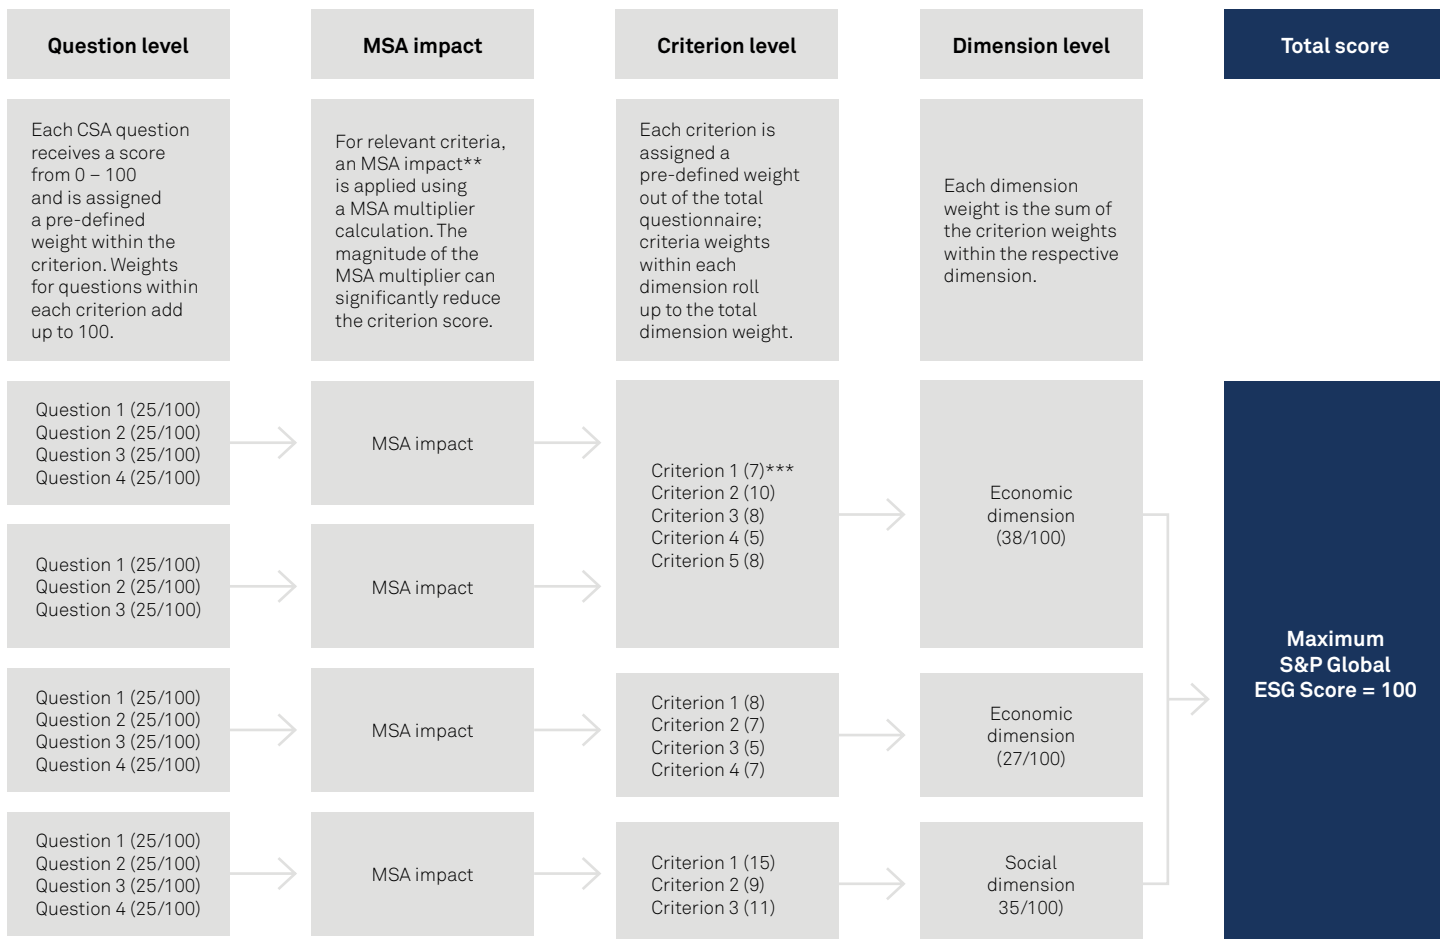 Question level
MSA impact
Criterion level
Dimension level
Total score
Each CSA question
receives a score
from 0 – 100
and is assigned
a pre-defined
weight within the
criterion. Weights
for questions within
each criterion add
up to 100.
For relevant criteria,
an MSA impact**
is applied using
a MSA multiplier
calculation. The
magnitude of the
MSA multiplier can
significantly reduce
the criterion score.
Each criterion is
assigned a
pre-defined weight
out of the total
questionnaire;
criteria weights
within each
dimension roll
up to the total
dimension weight.
Each dimension
weight is the sum of
the criterion weights
within the respective
dimension.
Question 1 (25/100)
Question 2 (25/100)
Question 3 (25/100)
Question 4 (25/100)
MSA impact
Question 1 (25/100)
Question 2 (25/100)
Question 3 (25/100)
MSA impact
Criterion 1 (7)***
Criterion 2 (10)
Criterion 3 (8)
Criterion 4 (5)
Criterion 5 (8)
Economic
dimension
(38/100)
Question 1 (25/100)
Question 2 (25/100)
Question 3 (25/100)
Question 4 (25/100)
MSA impact
Criterion 1 (8)
Criterion 2 (7)
Criterion 3 (5)
Criterion 4 (7)
Economic
dimension
(27/100)
Question 1 (25/100)
Question 2 (25/100)
Question 3 (25/100)
Question 4 (25/100)
MSA impact
Criterion 1 (15)
Criterion 2 (9)
Criterion 3 (11)
Social
dimension
35/100)
Maximum
S&P Global
ESG Score = 100